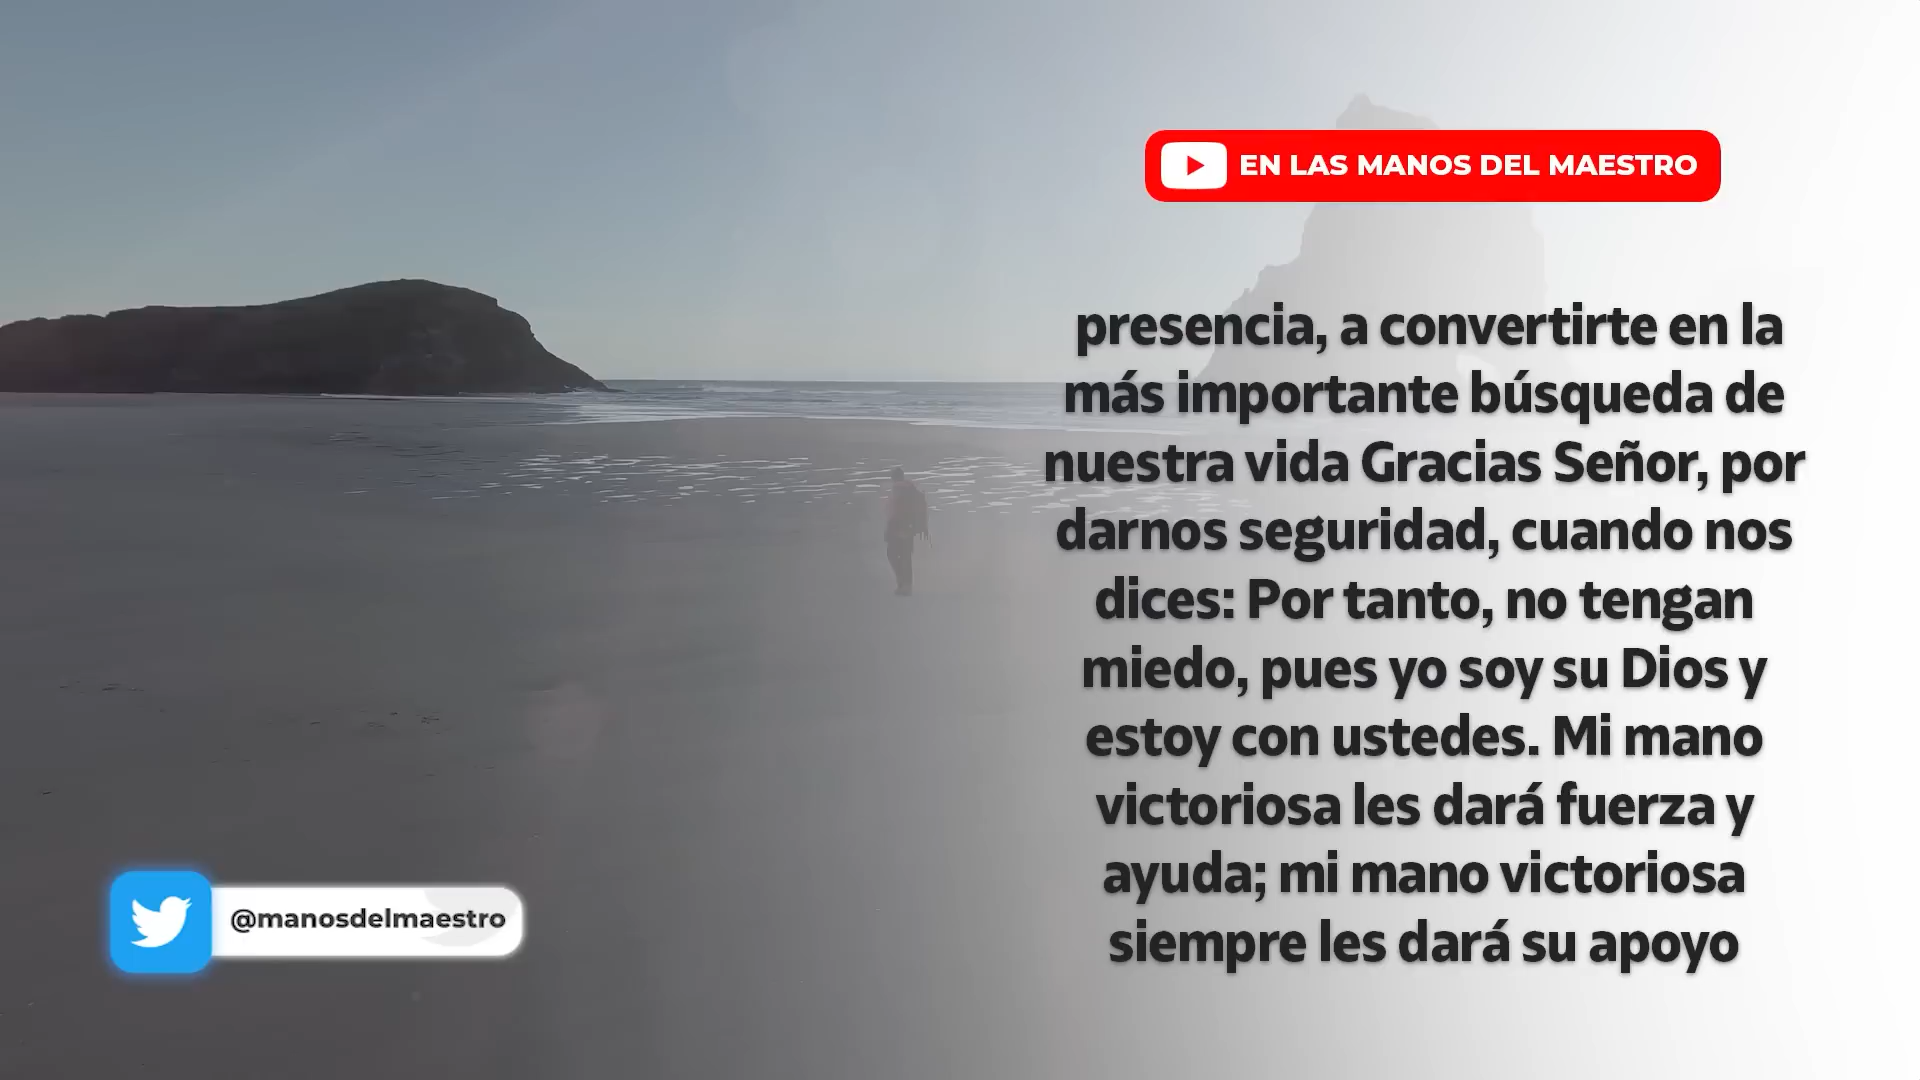 EN LAS MANOS DEL MAESTRO
presencia, a convertirte en la
más importante búsqueda de
nuestra vida Gracias Señor, por
darnos seguridad, cuando nos
dices: Por tanto, no tengan
miedo, pues yo soy su Dios y
estoy con ustedes. Mi mano
victoriosa les dará fuerza y
ayuda; mi mano victoriosa
siempre les dará su apoyo
@manosdelmaestro